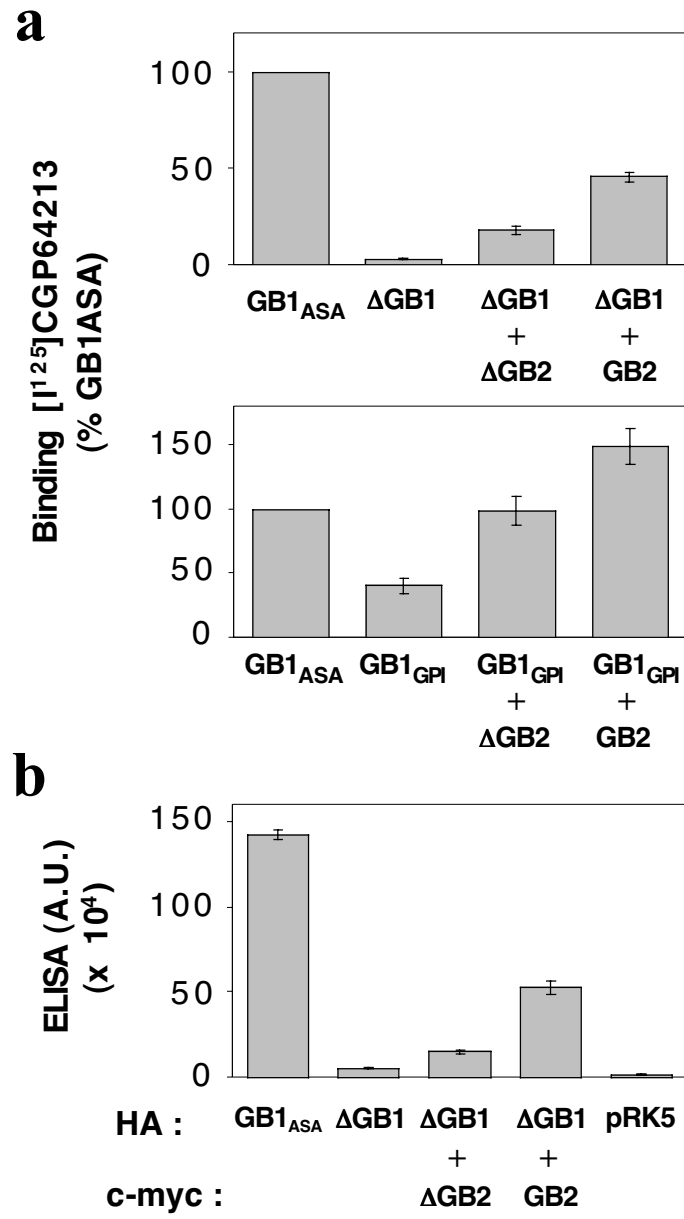 a
Binding [I¹²⁵]CGP64213
(% GB1ASA)
100
50
0
GB1ASA ΔGB1 ΔGB1 ΔGB1
+ +
ΔGB2 GB2
150
100
50
0
GB1ASA GB1GPI GB1GPI GB1GPI
+ +
ΔGB2 GB2
b
ELISA (A.U.)
(x 10⁴)
150
100
50
0
HA : GB1ASA ΔGB1 ΔGB1 ΔGB1 pRK5
+ +
c-myc : ΔGB2 GB2